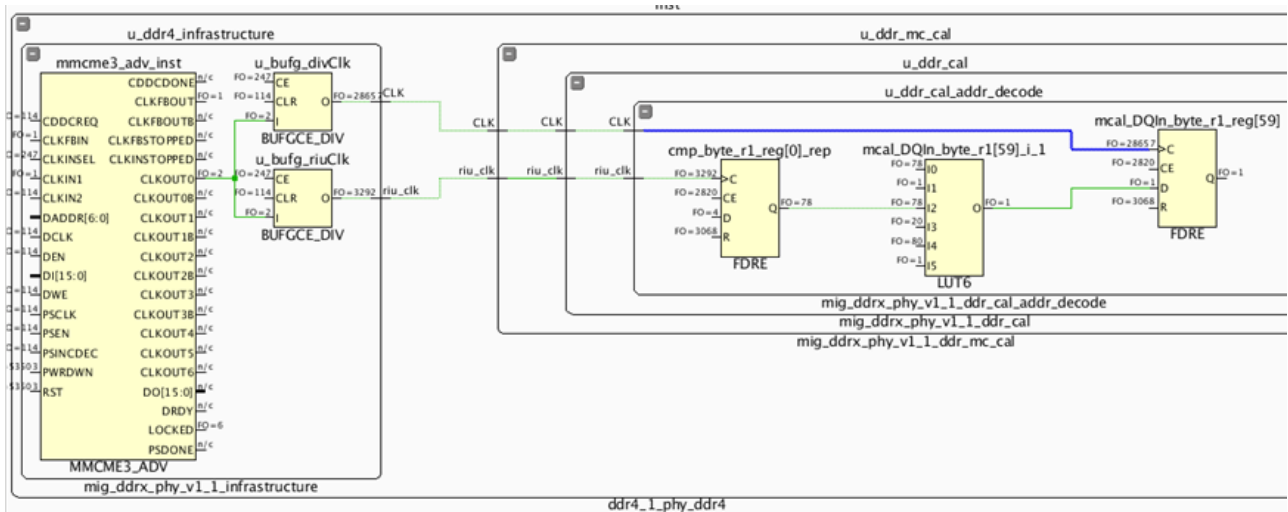 inst
u_ddr4_infrastructure
u_ddr_mc_cal
mmcme3_adv_inst
u_bufg_divClk
u_ddr_cal
CDDCDONE n/c
FO=247 CE
u_ddr_cal_addr_decode
CLKFBOUT FO=1
FO=114 CLR O FO=28657 CLK
CDDCREQ CLKFBOUTB n/c
FO=2 I
CLK CLK CLK
mcal_DQIn_byte_r1_reg[59]
CLKFBIN CLKFBSTOPPED n/c
BUFGCE_DIV
CLKINSEL CLKINSTOPPED n/c
u_bufg_riuClk
cmp_byte_r1_reg[0]_rep
mcal_DQIn_byte_r1[59]_i_1
FO=28657 C
CLKIN1 CLKOUT0 FO=2
FO=247 CE
riu_clk riu_clk riu_clk
FO=3292 C
FO=78 I0
FO=2820 CE
CLKIN2 CLKOUT0B n/c
FO=114 CLR O FO=3292 riu_clk
FO=2820 CE
FO=1 I1
FO=1 D Q FO=1
DADDR[6:0] CLKOUT1 n/c
FO=2 I
FO=4 D Q FO=78
FO=78 I2 O FO=1
FO=3068 R
DCLK CLKOUT1B n/c
BUFGCE_DIV
FO=3068 R
FO=20 I3
FDRE
DEN CLKOUT2 n/c
FO=80 I4
FDRE
FO=1 I5
DI[15:0] CLKOUT2B n/c
LUT6
DWE CLKOUT3 n/c
mig_ddrx_phy_v1_1_ddr_cal_addr_decode
PSCLK CLKOUT3B n/c
mig_ddrx_phy_v1_1_ddr_cal
PSEN CLKOUT4 n/c
mig_ddrx_phy_v1_1_ddr_mc_cal
PSINCDEC CLKOUT5 n/c
PWRDWN CLKOUT6 n/c
RST DO[15:0] n/c
DRDY n/c
LOCKED FO=6
PSDONE n/c
MMCME3_ADV
mig_ddrx_phy_v1_1_infrastructure
ddr4_1_phy_ddr4